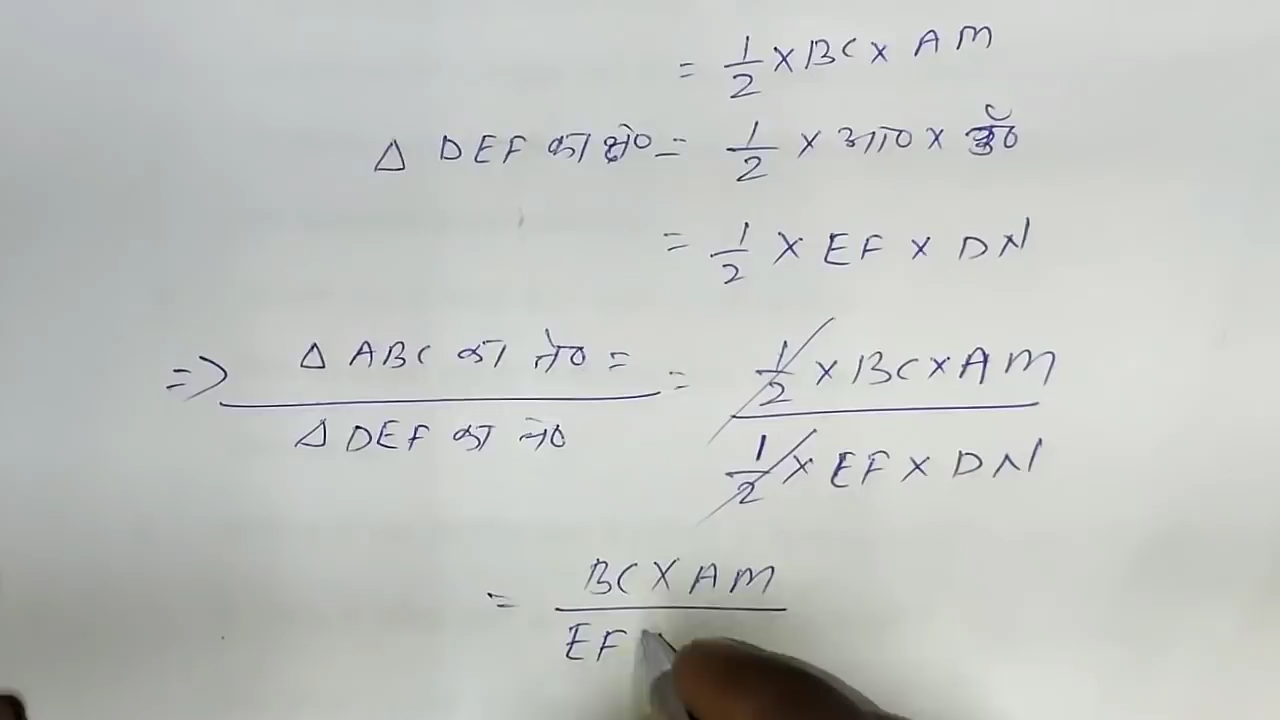 = 1/2 × BC × AM
△ DEF का क्षे० = 1/2 × आ० × ऊँ०
= 1/2 × EF × DN
=> △ ABC का क्षे० = / △ DEF का क्षे० = 1/2 × BC × AM / 1/2 × EF × DN
= BC × AM / EF